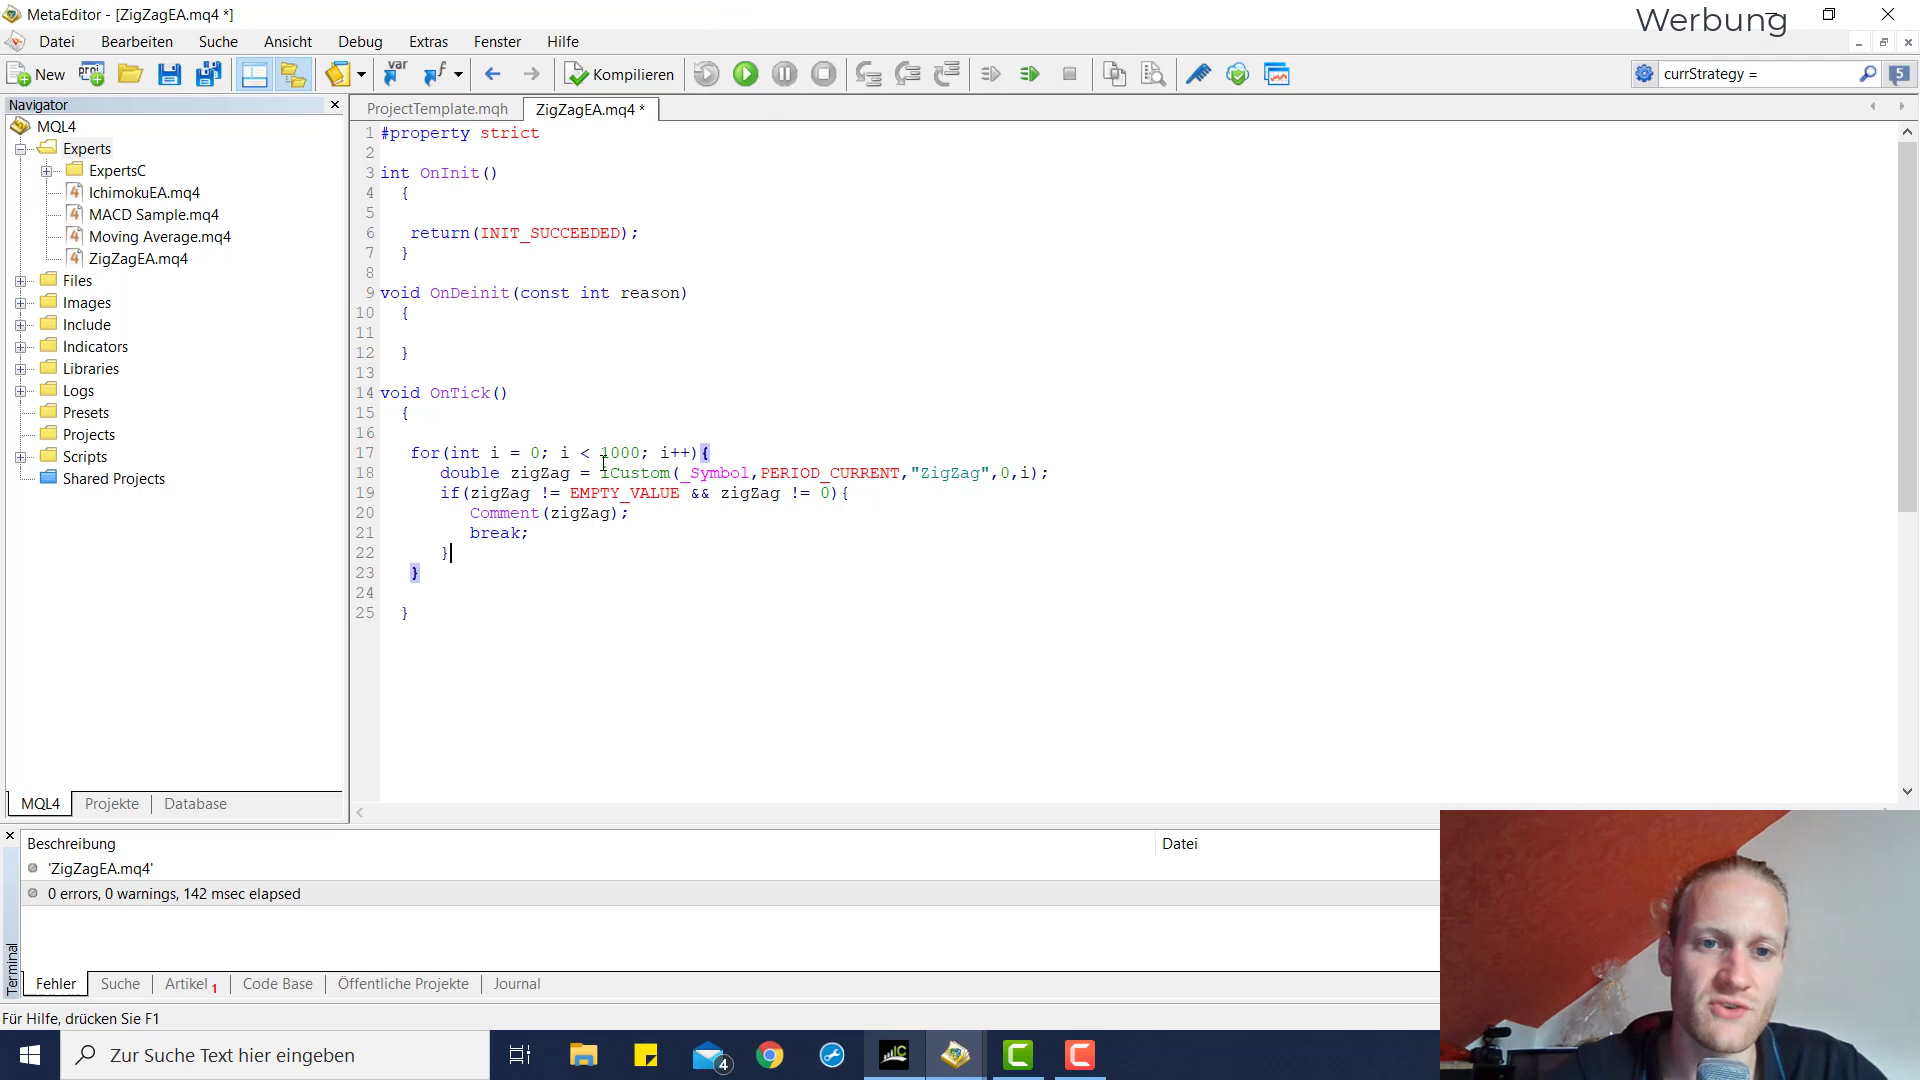 MetaEditor - [ZigZagEA.mq4 *]
Werbung
Datei Bearbeiten Suche Ansicht Debug Extras Fenster Hilfe
New
var
Kompilieren
currStrategy =
5
Navigator
ProjectTemplate.mqh
ZigZagEA.mq4 *
MQL4
Experts
ExpertsC
IchimokuEA.mq4
MACD Sample.mq4
Moving Average.mq4
ZigZagEA.mq4
Files
Images
Include
Indicators
Libraries
Logs
Presets
Projects
Scripts
Shared Projects
MQL4 Projekte Database
1 #property strict
2
3 int OnInit()
4 {
5
6 return(INIT_SUCCEEDED);
7 }
8
9 void OnDeinit(const int reason)
10 {
11
12 }
13
14 void OnTick()
15 {
16
17 for(int i = 0; i < 1000; i++){
18 double zigZag = iCustom(_Symbol,PERIOD_CURRENT,"ZigZag",0,i);
19 if(zigZag != EMPTY_VALUE && zigZag != 0){
20 Comment(zigZag);
21 break;
22 }
23 }
24
25 }
Beschreibung Datei
'ZigZagEA.mq4'
0 errors, 0 warnings, 142 msec elapsed
Terminal
Fehler Suche Artikel 1 Code Base Öffentliche Projekte Journal
Für Hilfe, drücken Sie F1
Zur Suche Text hier eingeben
4
IC
C
C